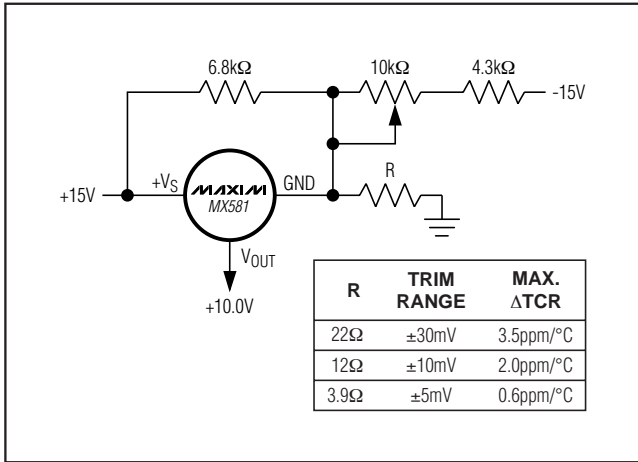 6.8kΩ
10kΩ
4.3kΩ
-15V
+15V
+VS
MAXIM
MX581
GND
R
VOUT
+10.0V
R TRIM RANGE MAX. ΔTCR
22Ω ±30mV 3.5ppm/°C
12Ω ±10mV 2.0ppm/°C
3.9Ω ±5mV 0.6ppm/°C